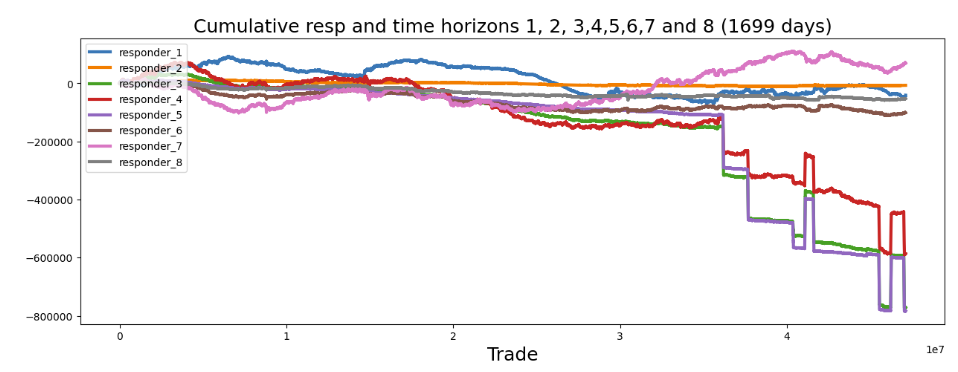 Cumulative resp and time horizons 1, 2, 3,4,5,6,7 and 8 (1699 days)
responder_1
responder_2
responder_3
responder_4
responder_5
responder_6
responder_7
responder_8
0
−200000
−400000
−600000
−800000
0
1
2
3
4
1e7
Trade